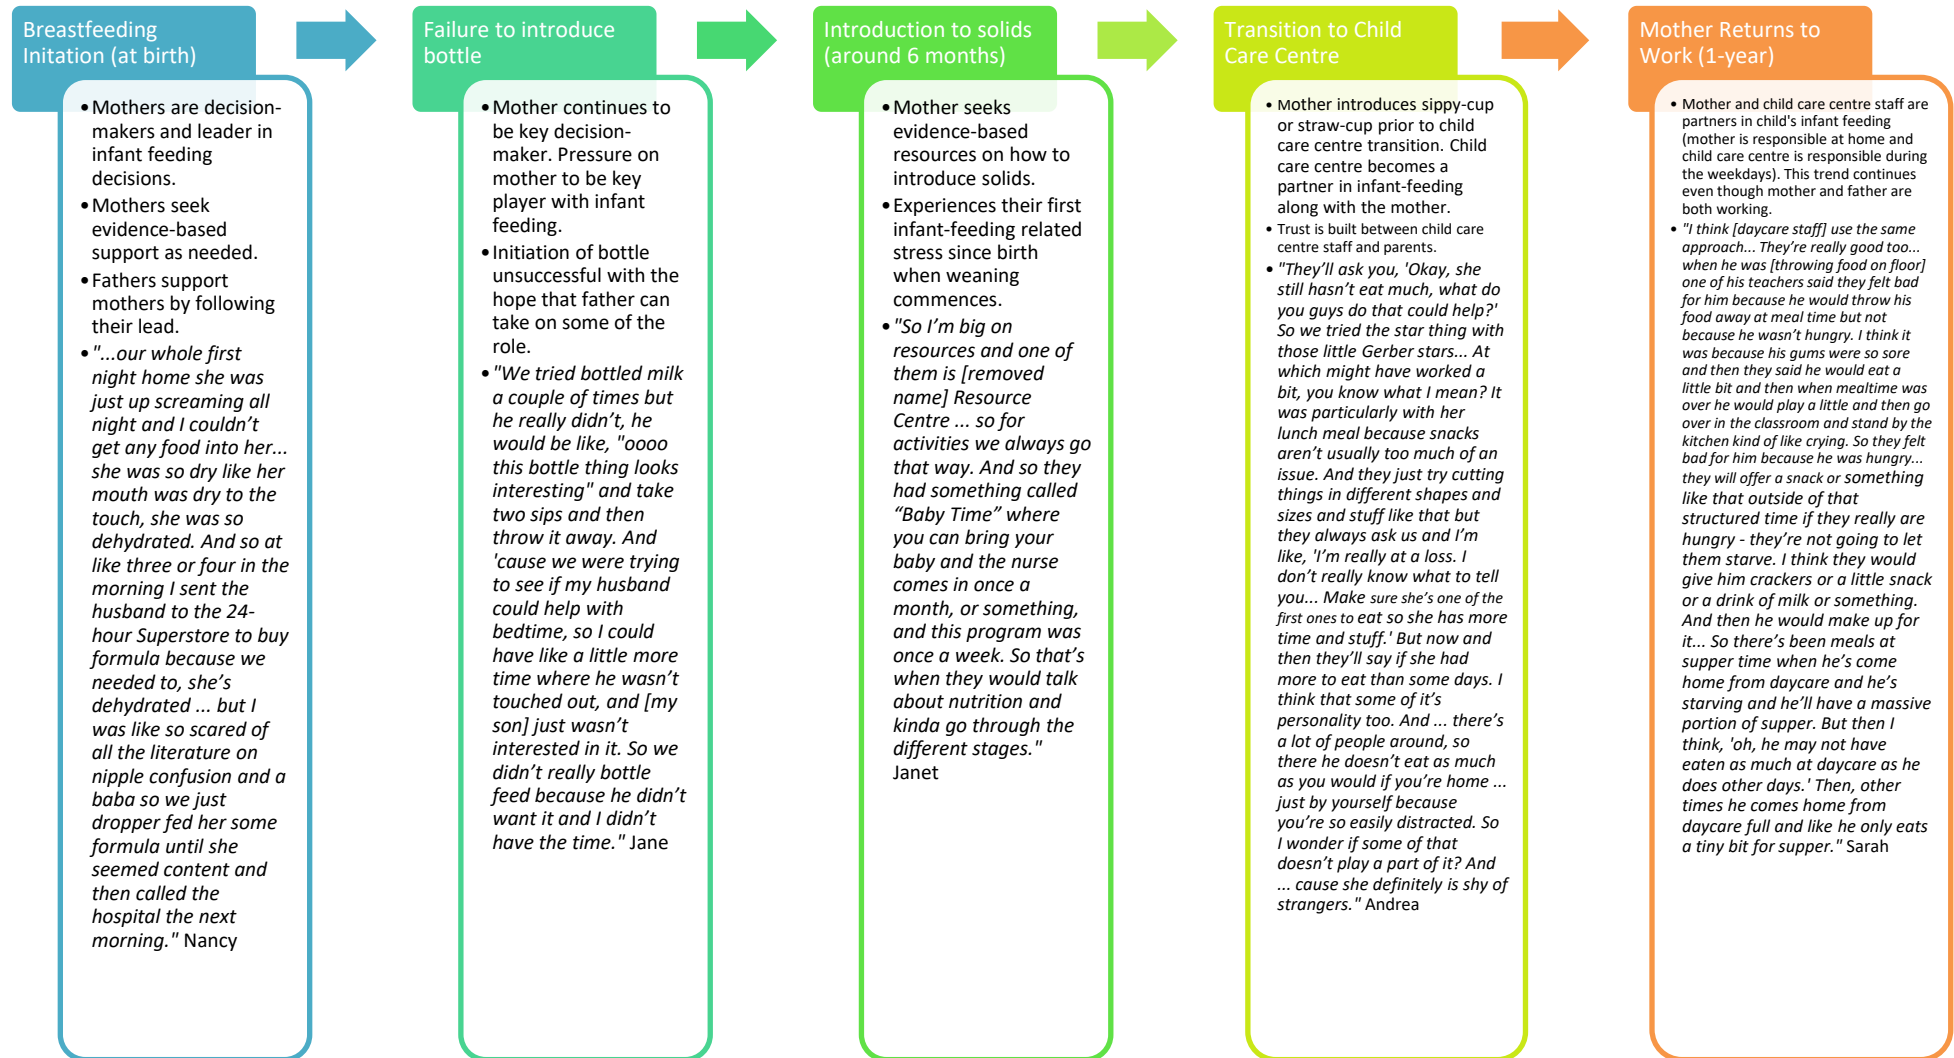 Breastfeeding
Initation (at birth)
•Mothers are decision-
makers and leader in
infant feeding
decisions.
•Mothers seek
evidence-based
support as needed.
•Fathers support
mothers by following
their lead.
•"...our whole first
night home she was
just up screaming all
night and I couldn't
get any food into her...
she was so dry like her
mouth was dry to the
touch, she was so
dehydrated. And so at
like three or four in the
morning I sent the
husband to the 24-
hour Superstore to buy
formula because we
needed to, she's
dehydrated ... but I
was like so scared of
all the literature on
nipple confusion and a
baba so we just
dropper fed her some
formula until she
seemed content and
then called the
hospital the next
morning." Nancy
Failure to introduce
bottle
•Mother continues to
be key decision-
maker. Pressure on
mother to be key
player with infant
feeding.
•Initiation of bottle
unsuccessful with the
hope that father can
take on some of the
role.
•"We tried bottled milk
a couple of times but
he really didn't, he
would be like, "oooo
this bottle thing looks
interesting" and take
two sips and then
throw it away. And
'cause we were trying
to see if my husband
could help with
bedtime, so I could
have like a little more
time where he wasn't
touched out, and [my
son] just wasn't
interested in it. So we
didn't really bottle
feed because he didn't
want it and I didn't
have the time." Jane
Introduction to solids
(around 6 months)
•Mother seeks
evidence-based
resources on how to
introduce solids.
•Experiences their first
infant-feeding related
stress since birth
when weaning
commences.
•"So I'm big on
resources and one of
them is [removed
name] Resource
Centre ... so for
activities we always go
that way. And so they
had something called
“Baby Time” where
you can bring your
baby and the nurse
comes in once a
month, or something,
and this program was
once a week. So that's
when they would talk
about nutrition and
kinda go through the
different stages."
Janet
Transition to Child
Care Centre
• Mother introduces sippy-cup
or straw-cup prior to child
care centre transition. Child
care centre becomes a
partner in infant-feeding
along with the mother.
• Trust is built between child care
centre staff and parents.
• "They'll ask you, 'Okay, she
still hasn't eat much, what do
you guys do that could help?'
So we tried the star thing with
those little Gerber stars... At
which might have worked a
bit, you know what I mean? It
was particularly with her
lunch meal because snacks
aren't usually too much of an
issue. And they just try cutting
things in different shapes and
sizes and stuff like that but
they always ask us and I'm
like, 'I'm really at a loss. I
don't really know what to tell
you... Make sure she's one of the
first ones to eat so she has more
time and stuff.' But now and
then they'll say if she had
more to eat than some days. I
think that some of it's
personality too. And ... there's
a lot of people around, so
there he doesn't eat as much
as you would if you're home ...
just by yourself because
you're so easily distracted. So
I wonder if some of that
doesn't play a part of it? And
... cause she definitely is shy of
strangers." Andrea
Mother Returns to
Work (1-year)
• Mother and child care centre staff are
partners in child's infant feeding
(mother is responsible at home and
child care centre is responsible during
the weekdays). This trend continues
even though mother and father are
both working.
• "I think [daycare staff] use the same
approach... They're really good too...
when he was [throwing food on floor]
one of his teachers said they felt bad
for him because he would throw his
food away at meal time but not
because he wasn't hungry. I think it
was because his gums were so sore
and then they said he would eat a
little bit and then when mealtime was
over he would play a little and then go
over in the classroom and stand by the
kitchen kind of like crying. So they felt
bad for him because he was hungry...
they will offer a snack or something
like that outside of that
structured time if they really are
hungry - they're not going to let
them starve. I think they would
give him crackers or a little snack
or a drink of milk or something.
And then he would make up for
it... So there's been meals at
supper time when he's come
home from daycare and he's
starving and he'll have a massive
portion of supper. But then I
think, 'oh, he may not have
eaten as much at daycare as he
does other days.' Then, other
times he comes home from
daycare full and like he only eats
a tiny bit for supper." Sarah